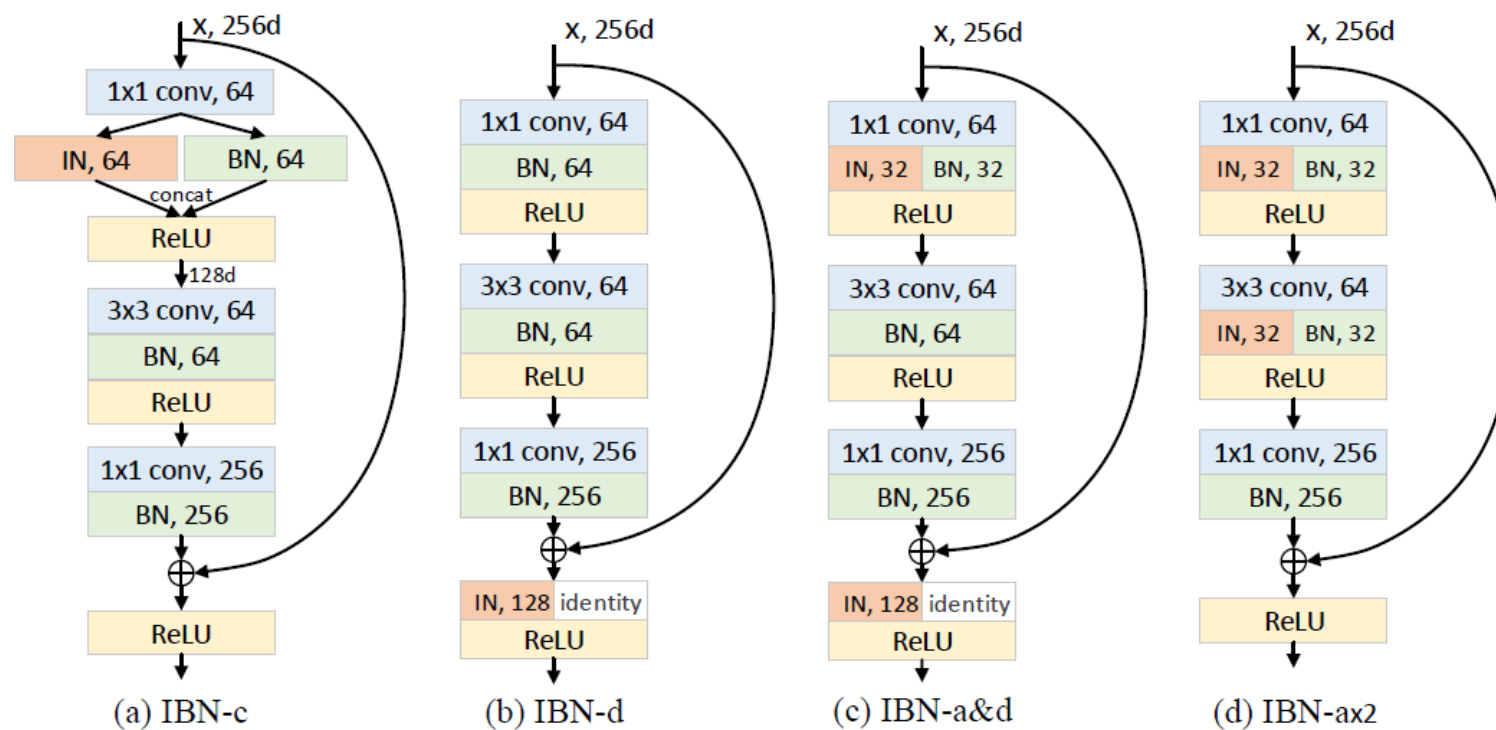 x, 256d
1x1 conv, 64
IN, 64
BN, 64
concat
ReLU
128d
3x3 conv, 64
BN, 64
ReLU
1x1 conv, 256
BN, 256
ReLU
(a) IBN-c
x, 256d
1x1 conv, 64
BN, 64
ReLU
3x3 conv, 64
BN, 64
ReLU
1x1 conv, 256
BN, 256
IN, 128 identity
ReLU
(b) IBN-d
x, 256d
1x1 conv, 64
IN, 32 BN, 32
ReLU
3x3 conv, 64
BN, 64
ReLU
1x1 conv, 256
BN, 256
IN, 128 identity
ReLU
(c) IBN-a&d
x, 256d
1x1 conv, 64
IN, 32 BN, 32
ReLU
3x3 conv, 64
IN, 32 BN, 32
ReLU
1x1 conv, 256
BN, 256
ReLU
(d) IBN-ax2